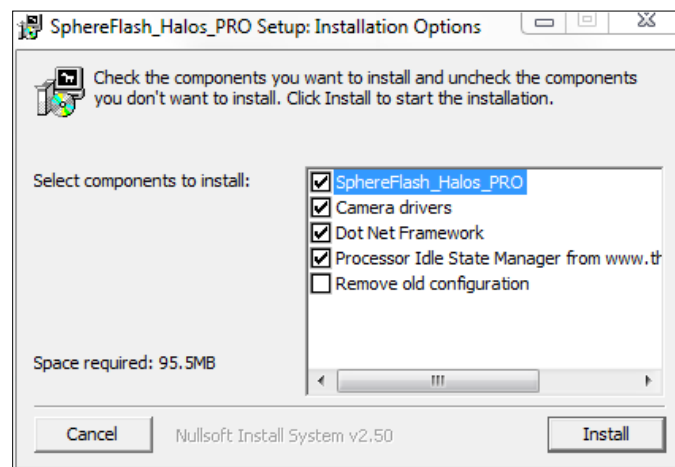 SphereFlash_Halos_PRO Setup: Installation Options
Check the components you want to install and uncheck the components
you don't want to install. Click Install to start the installation.
Select components to install:
SphereFlash_Halos_PRO
Camera drivers
Dot Net Framework
Processor Idle State Manager from www.th
Remove old configuration
Space required: 95.5MB
Cancel
Nullsoft Install System v2.50
Install